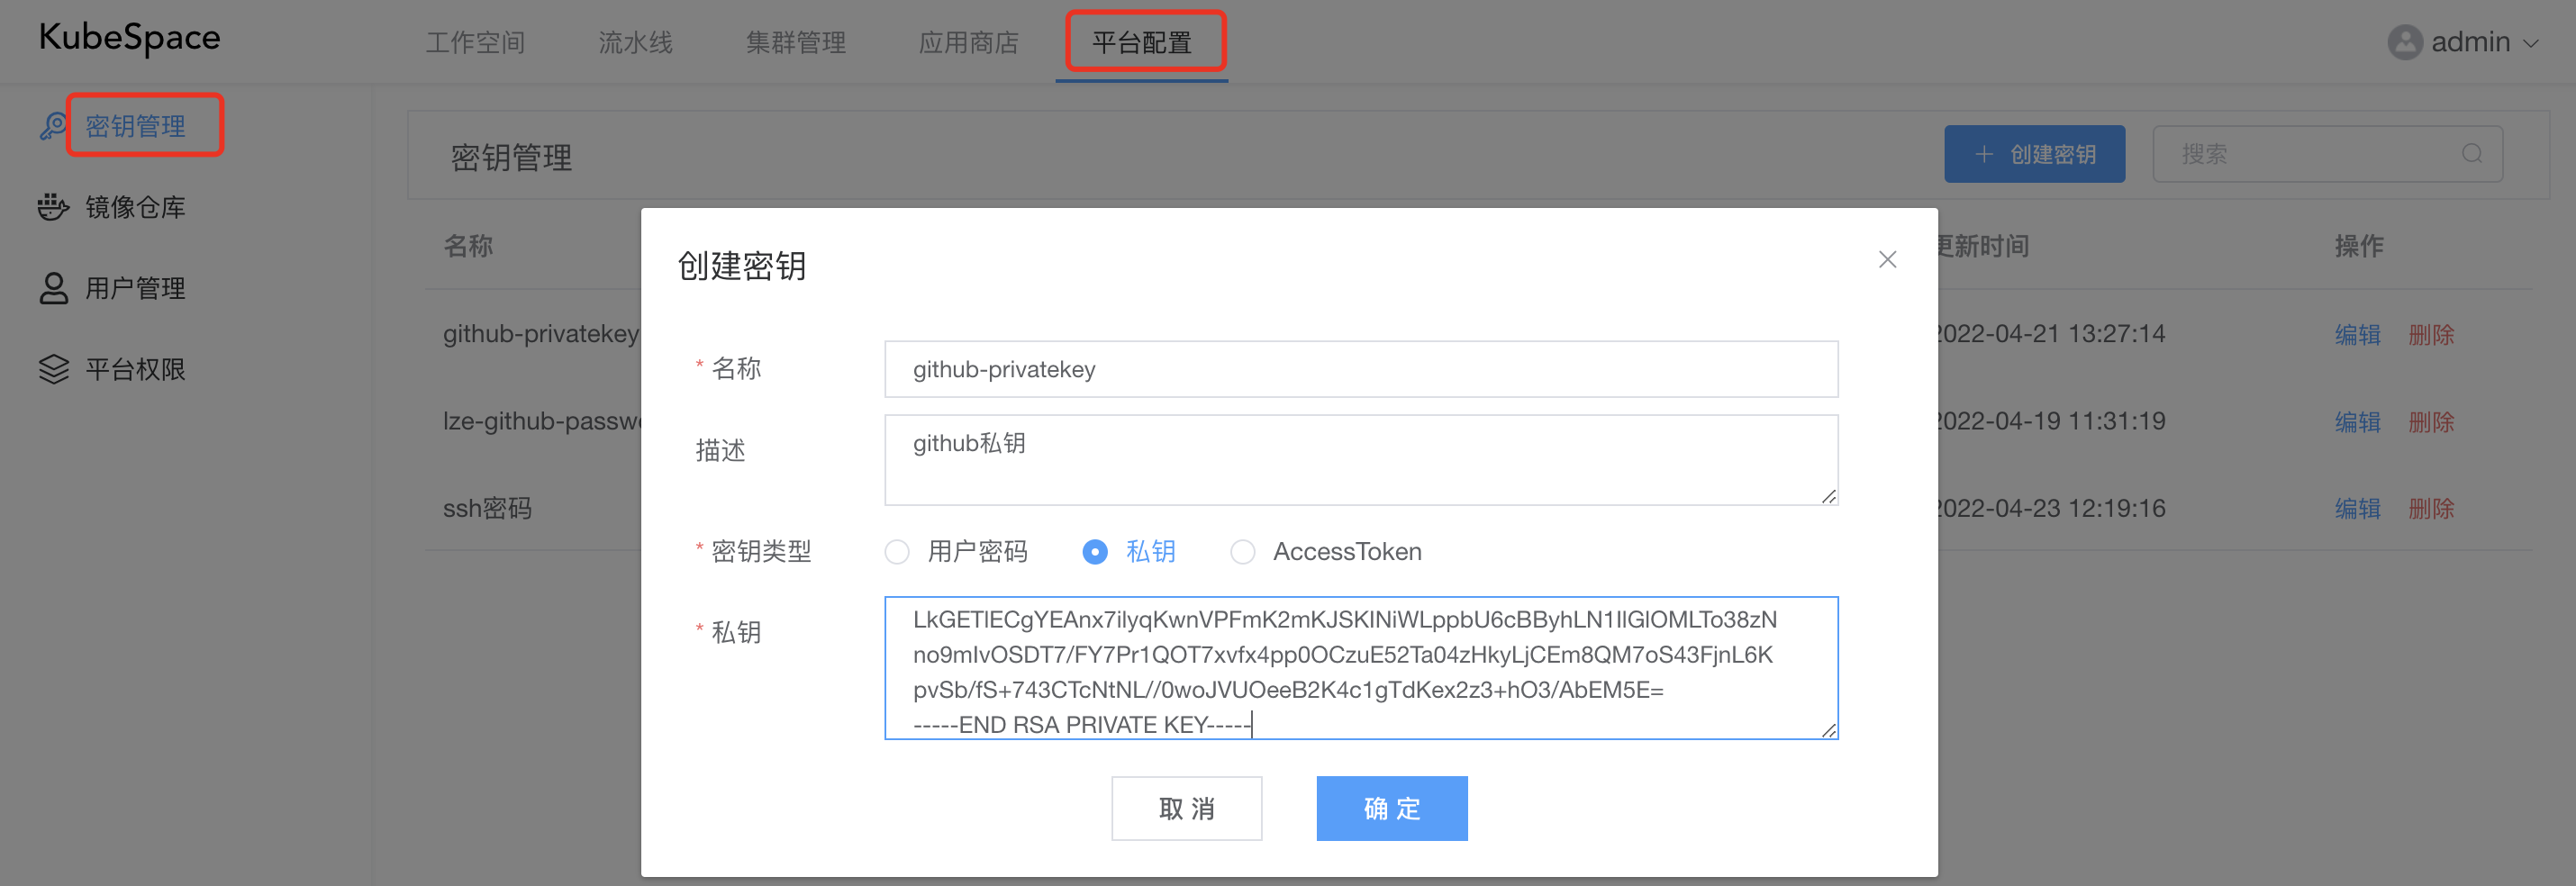 KubeSpace
工作空间 流水线 集群管理 应用商店 平台配置
admin
密钥管理
镜像仓库
用户管理
平台权限
密钥管理
+ 创建密钥
搜索
名称 更新时间 操作
github-privatekey 2022-04-21 13:27:14 编辑 删除
lze-github-passw 2022-04-19 11:31:19 编辑 删除
ssh密码 2022-04-23 12:19:16 编辑 删除
创建密钥
* 名称 github-privatekey
描述 github私钥
* 密钥类型 用户密码 私钥 AccessToken
* 私钥
LkGETlECgYEAnx7ilyqKwnVPFmK2mKJSKINiWLppbU6cBByhLN1IlGlOMLTo38zN
no9mIvOSDT7/FY7Pr1QOT7xvfx4pp0OCzuE52Ta04zHkyLjCEm8QM7oS43FjnL6K
pvSb/fS+743CTcNtNL//0woJVUOeeB2K4c1gTdKex2z3+hO3/AbEM5E=
-----END RSA PRIVATE KEY-----
取 消 确 定